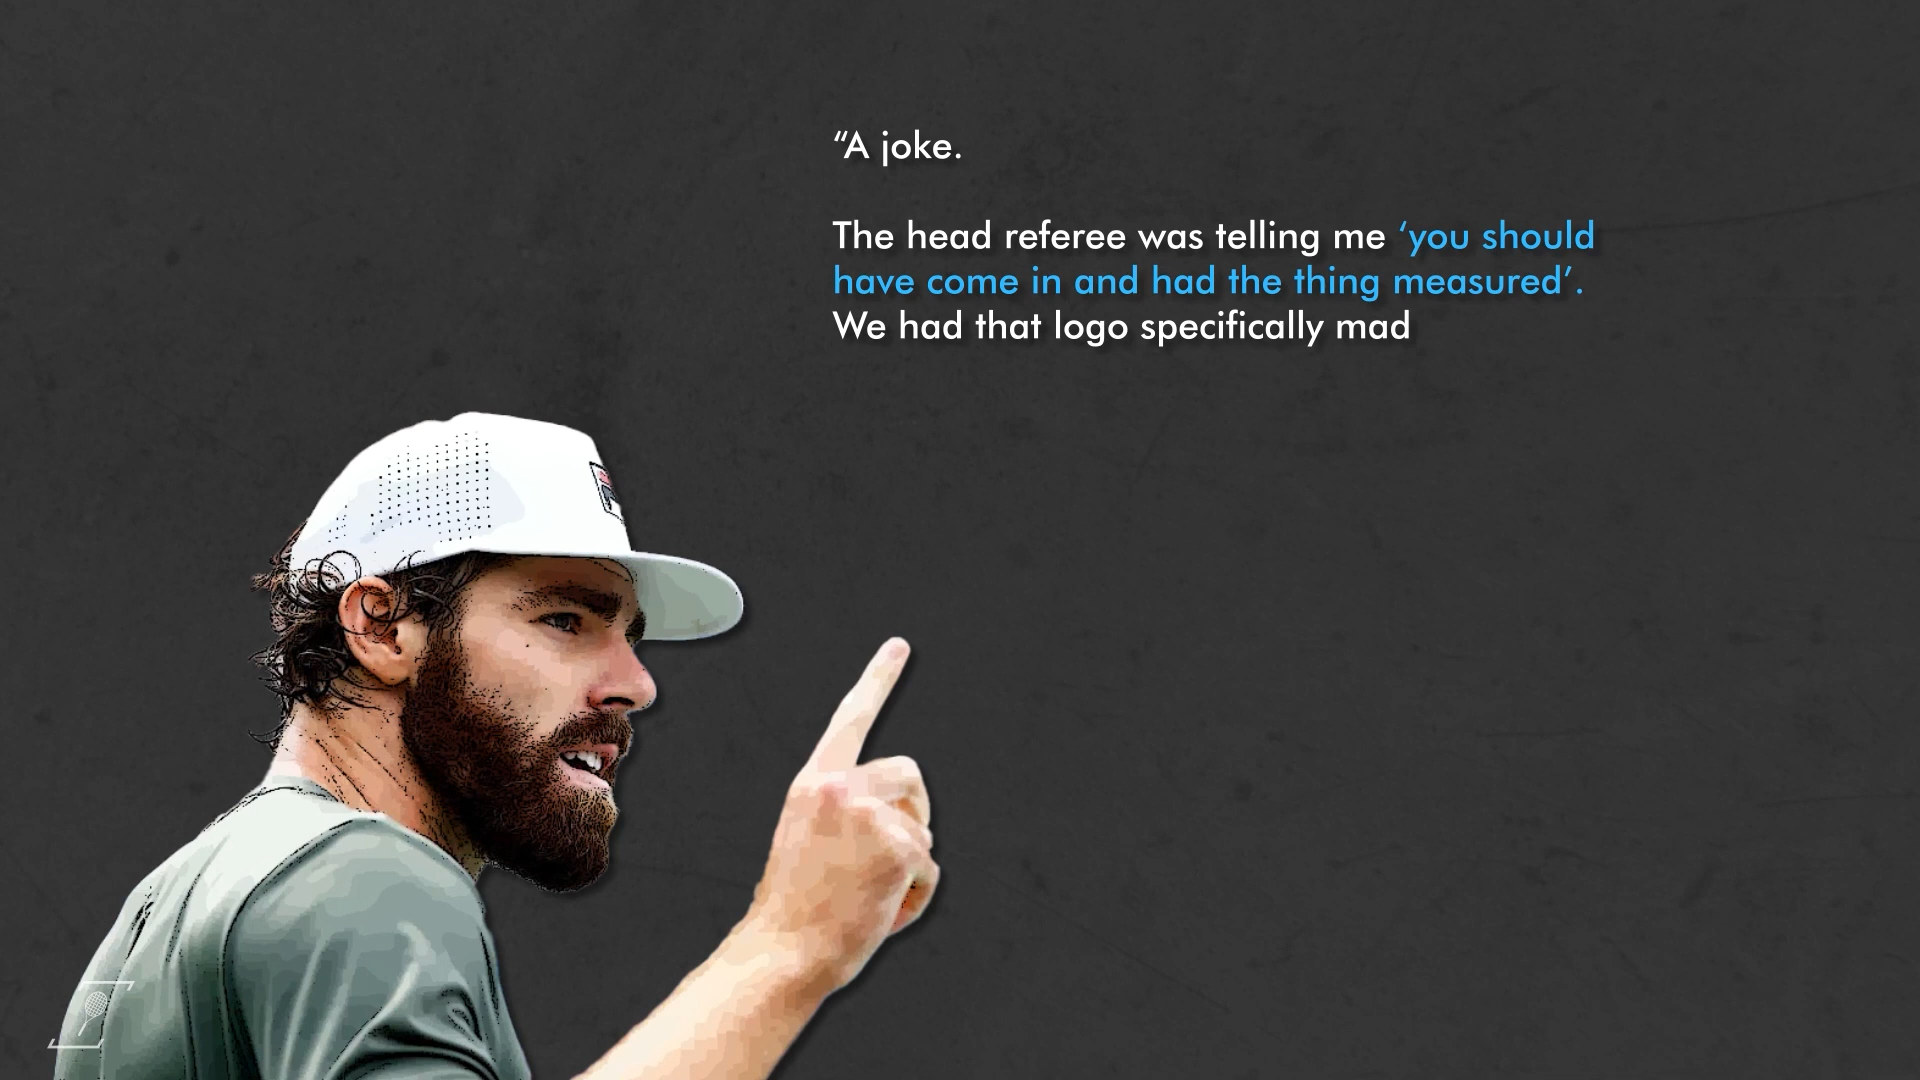 “A joke.
The head referee was telling me ‘you should
have come in and had the thing measured’.
We had that logo specifically mad